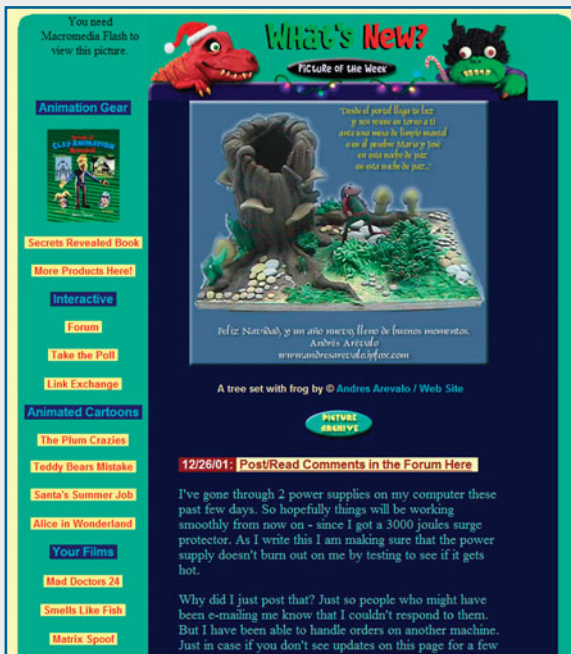 You need
Macromedia Flash to
view this picture.
What's New?
PICTURE OF THE WEEK
Animation Gear
CLAY ANIMATION
Secrets Revealed Book
More Products Here!
Interactive
Forum
Take the Poll
Link Exchange
Animated Cartoons
The Plum Crazies
Teddy Bears Mistake
Santa's Summer Job
Alice in Wonderland
Your Films
Mad Doctors 24
Smells Like Fish
Matrix Spoof
"Desde el portal llega tu luz
y nos reune en torno a ti
ante una mesa de limpio mantel
o en el pesebre María y José
en esta noche de paz
en esta noche de paz..."
Feliz Navidad, y un año nuevo, lleno de buenos momentos.
Andrés Arévalo
www.andresarevalo.ipfox.com
A tree set with frog by © Andres Arevalo / Web Site
PICTURE
ARCHIVE
12/26/01: Post/Read Comments in the Forum Here
I've gone through 2 power supplies on my computer these
past few days. So hopefully things will be working
smoothly from now on - since I got a 3000 joules surge
protector. As I write this I am making sure that the power
supply doesn't burn out on me by testing to see if it gets
hot.
Why did I just post that? Just so people who might have
been e-mailing me know that I couldn't respond to them.
But I have been able to handle orders on another machine.
Just in case if you don't see updates on this page for a few